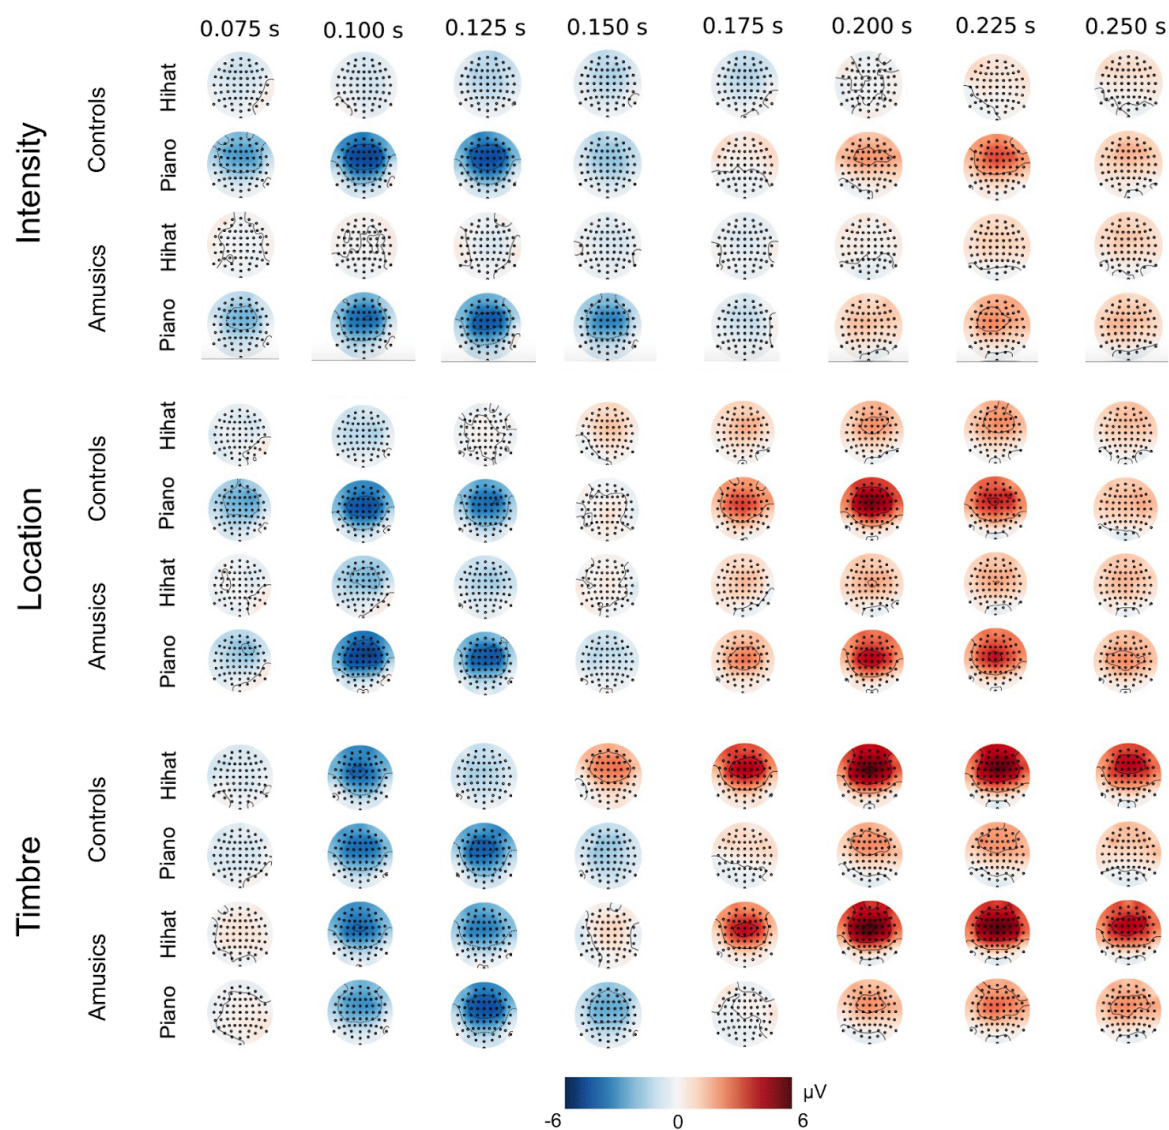 0.075 s 0.100 s 0.125 s 0.150 s 0.175 s 0.200 s 0.225 s 0.250 s
Intensity
Controls
Hihat
Piano
Amusics
Hihat
Piano
Location
Controls
Hihat
Piano
Amusics
Hihat
Piano
Timbre
Controls
Hihat
Piano
Amusics
Hihat
Piano
µV
-6 0 6